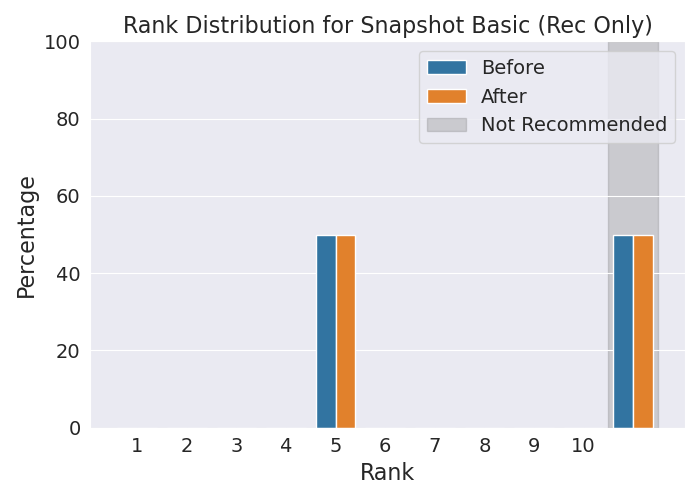 Rank Distribution for Snapshot Basic (Rec Only)
100
80
60
40
20
0
Percentage
Before
After
Not Recommended
1 2 3 4 5 6 7 8 9 10
Rank